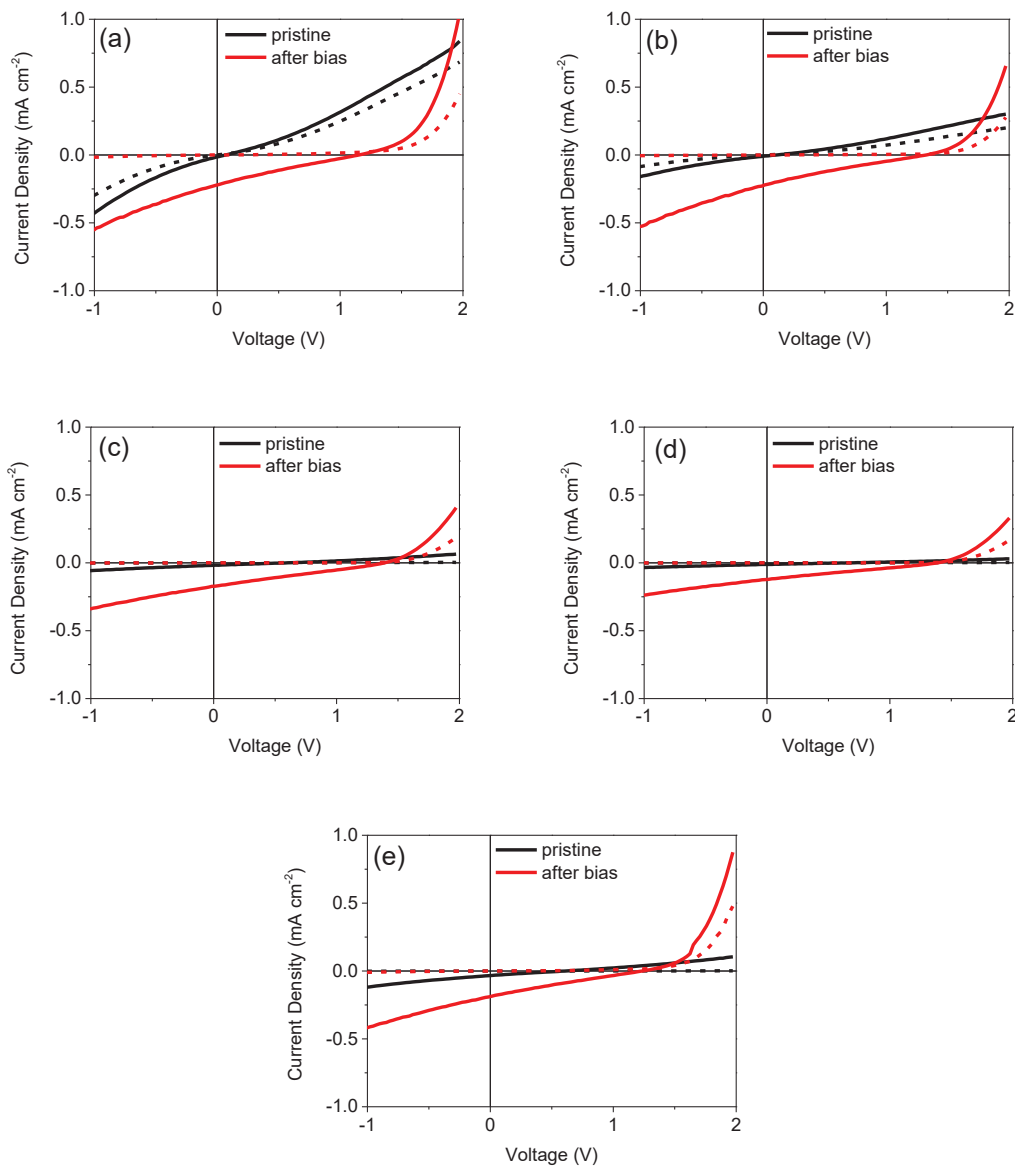 (a)
pristine
after bias
1.0
0.5
0.0
-0.5
-1.0
-1
0
1
2
Voltage (V)
Current Density (mA cm⁻²)
(b)
pristine
after bias
1.0
0.5
0.0
-0.5
-1.0
-1
0
1
2
Voltage (V)
Current Density (mA cm⁻²)
(c)
pristine
after bias
1.0
0.5
0.0
-0.5
-1.0
-1
0
1
2
Voltage (V)
Current Density (mA cm⁻²)
(d)
pristine
after bias
1.0
0.5
0.0
-0.5
-1.0
-1
0
1
2
Voltage (V)
Current Density (mA cm⁻²)
(e)
pristine
after bias
1.0
0.5
0.0
-0.5
-1.0
-1
0
1
2
Voltage (V)
Current Density (mA cm⁻²)